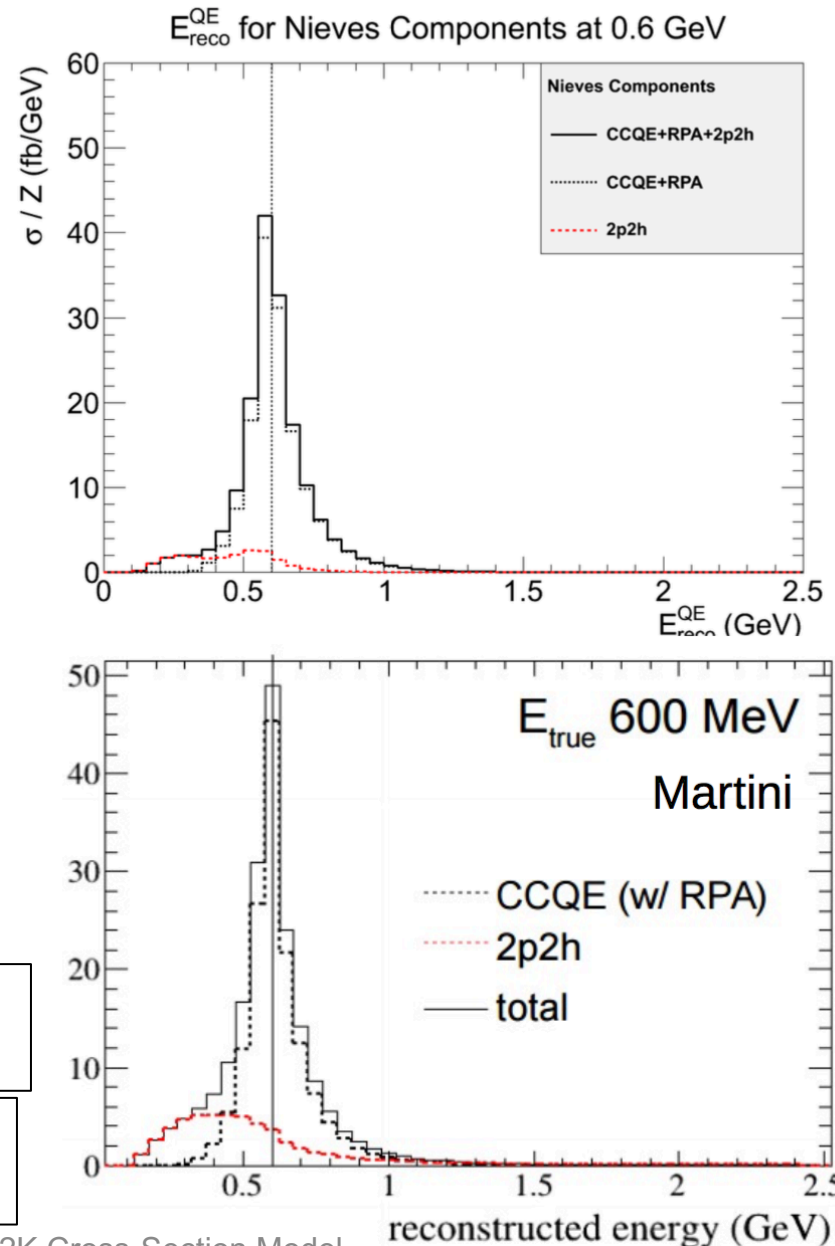 E^QE_reco for Nieves Components at 0.6 GeV
σ / Z (fb/GeV)
60
50
40
30
20
10
0
Nieves Components
CCQE+RPA+2p2h
CCQE+RPA
2p2h
0 0.5 1 1.5 2 2.5
E^QE_reco (GeV)
50
40
30
20
10
0
E_true 600 MeV
Martini
CCQE (w/ RPA)
2p2h
total
0.5 1 1.5 2
reconstructed energy (GeV)
Cross-Section Model